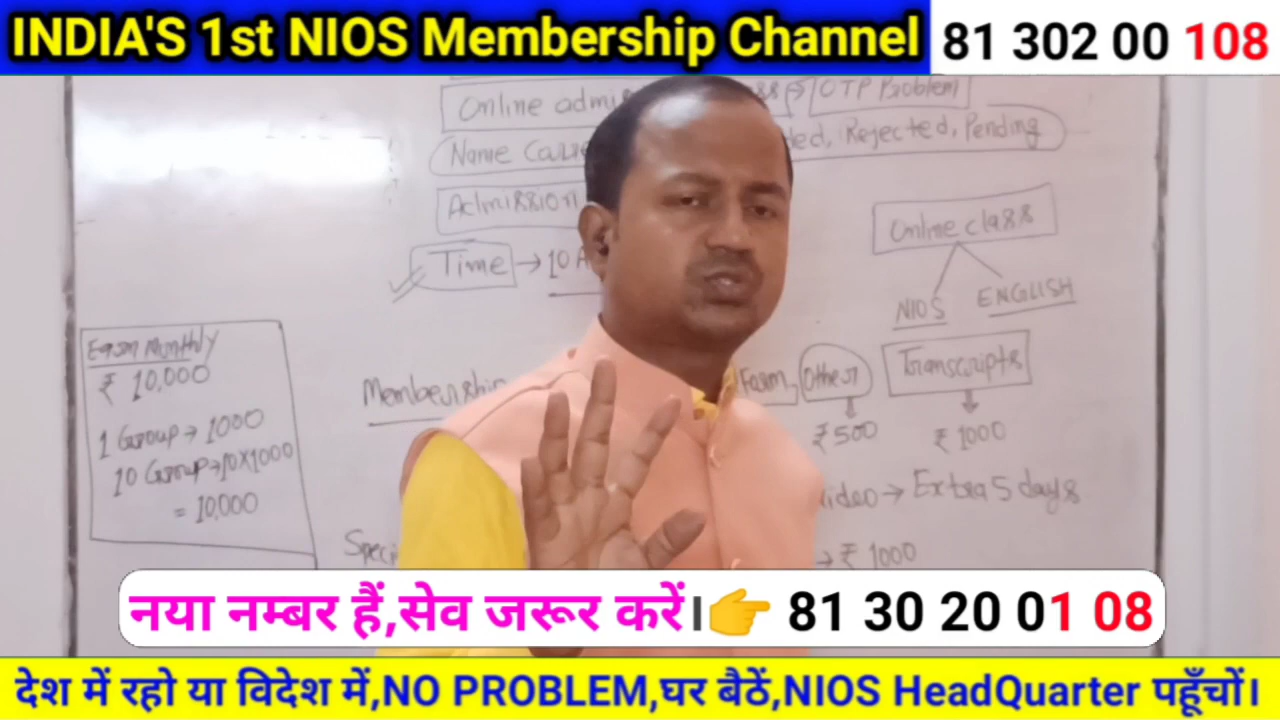 INDIA'S 1st NIOS Membership Channel
81 302 00 108
Online admi
OTP Problem
Name
Rejected, Pending
Admission
Online class
✓ Time → 10 A
NIOS ENGLISH
Earn Monthly
₹ 10,000
1 Group → 1000
10 Group → 10X1000
= 10,000
Membership
Form, Other
Transcripts
₹500
₹ 1000
video → Extra 5 days
Speci
→ ₹ 1000
नया नम्बर हैं,सेव जरूर करें।👉 81 30 20 01 08
देश में रहो या विदेश में,NO PROBLEM,घर बैठें,NIOS HeadQuarter पहूँचों।